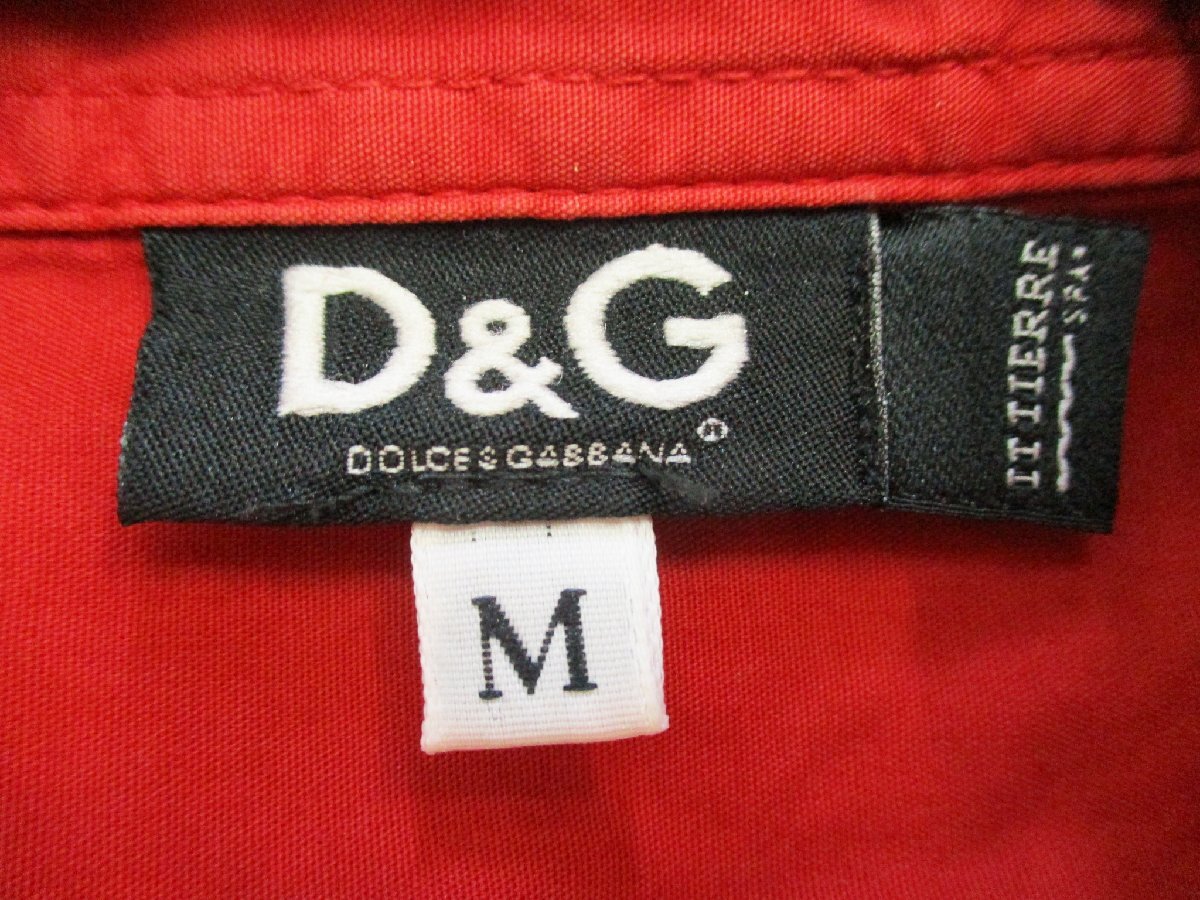 D&G
DOLCE&GABBANA
ITTIERRE
S.P.A.
M